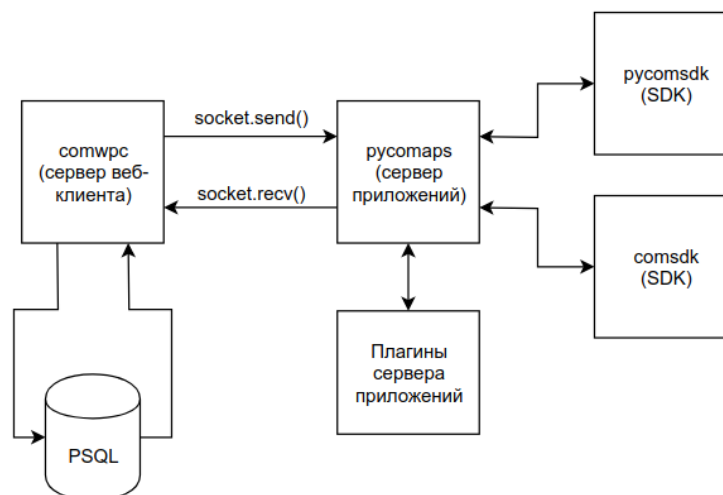 pycomsdk
(SDK)
socket.send()
comwpc
(сервер веб-
клиента)
pycomaps
(сервер
приложений)
socket.recv()
comsdk
(SDK)
Плагины
сервера
приложений
PSQL